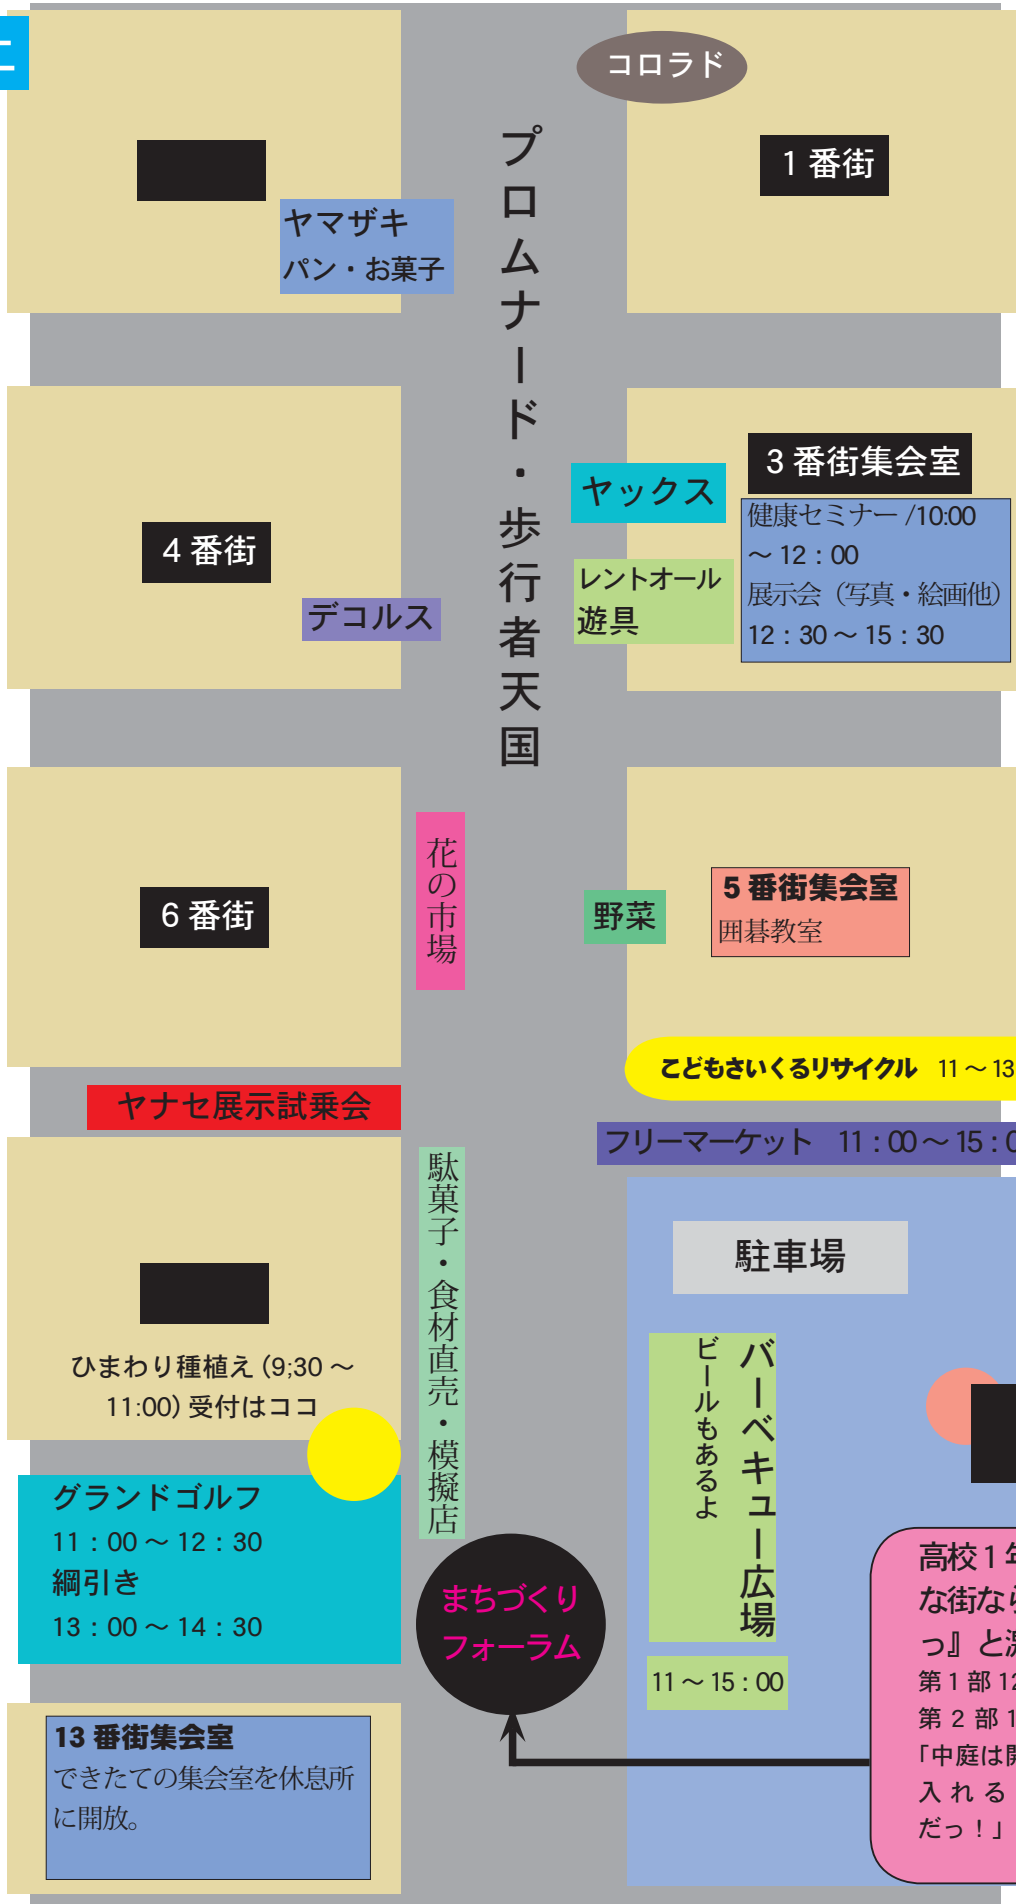 コロラド
1 番街
ヤマザキ
パン・お菓子
プロムナード・歩行者天国
4 番街
デコルス
ヤックス
レントオール
遊具
3 番街集会室
健康セミナー /10:00
～ 12：00
展示会（写真・絵画他）
12：30 ～ 15：30
6 番街
花の市場
野菜
5 番街集会室
囲碁教室
こどもさいくるリサイクル 11 ～ 13
ヤナセ展示試乗会
フリーマーケット 11：00 ～ 15：0
駄菓子・食材直売・模擬店
駐車場
バーベキュー広場
ビールもあるよ
11 ～ 15：00
ひまわり種植え (9;30 ～
11:00) 受付はココ
グランドゴルフ
11：00 ～ 12：30
綱引き
13：00 ～ 14：30
まちづくり
フォーラム
13 番街集会室
できたての集会室を休息所
に開放。
高校 1 年
な街なら
っ』と
第 1 部 12
第 2 部 1
「中庭は開
入れる
だっ！」